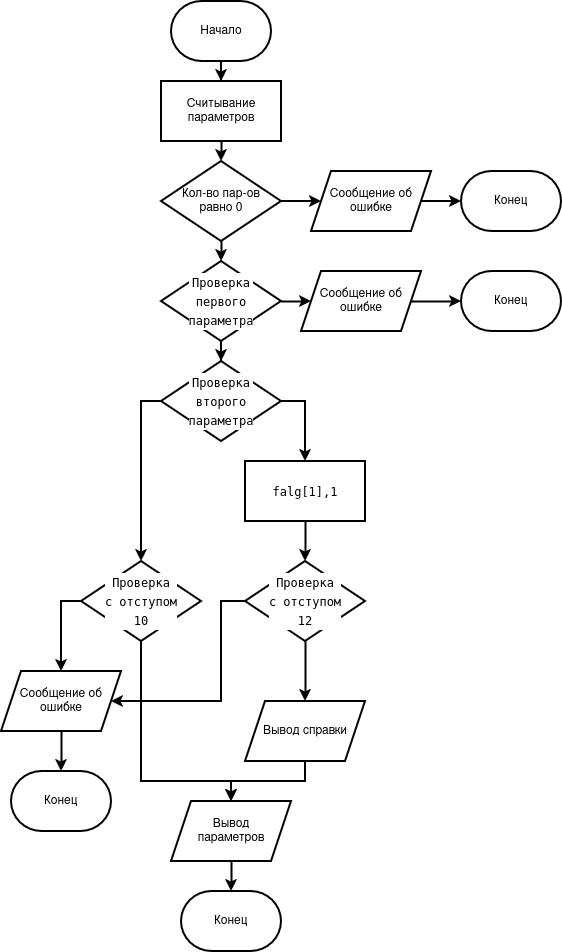 Начало
Считывание
параметров
Кол-во пар-ов
равно 0
Сообщение об
ошибке
Конец
Проверка
первого
параметра
Сообщение об
ошибке
Конец
Проверка
второго
параметра
falg[1],1
Проверка
с отступом
10
Проверка
с отступом
12
Сообщение об
ошибке
Вывод справки
Конец
Вывод
параметров
Конец